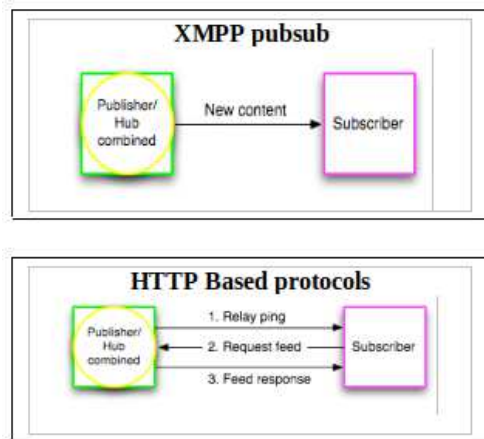 XMPP pubsub
Publisher/
Hub
combined
New content
Subscriber
HTTP Based protocols
Publisher/
Hub
combined
1. Relay ping
2. Request feed
3. Feed response
Subscriber